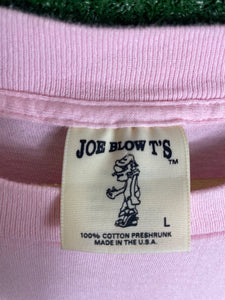 JOE BLOW T'S
™
L
100% COTTON PRESHRUNK
MADE IN THE U.S.A.